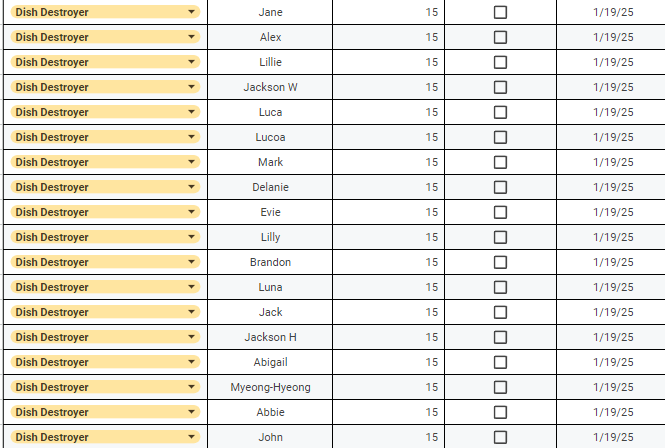 Dish Destroyer Jane 15 1/19/25
Dish Destroyer Alex 15 1/19/25
Dish Destroyer Lillie 15 1/19/25
Dish Destroyer Jackson W 15 1/19/25
Dish Destroyer Luca 15 1/19/25
Dish Destroyer Lucoa 15 1/19/25
Dish Destroyer Mark 15 1/19/25
Dish Destroyer Delanie 15 1/19/25
Dish Destroyer Evie 15 1/19/25
Dish Destroyer Lilly 15 1/19/25
Dish Destroyer Brandon 15 1/19/25
Dish Destroyer Luna 15 1/19/25
Dish Destroyer Jack 15 1/19/25
Dish Destroyer Jackson H 15 1/19/25
Dish Destroyer Abigail 15 1/19/25
Dish Destroyer Myeong-Hyeong 15 1/19/25
Dish Destroyer Abbie 15 1/19/25
Dish Destroyer John 15 1/19/25